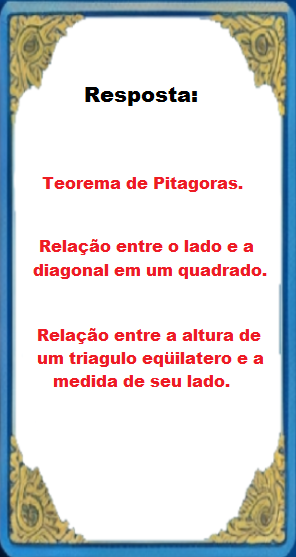 Resposta:
Teorema de Pitagoras.
Relação entre o lado e a
diagonal em um quadrado.
Relação entre a altura de
um triagulo eqüilatero e a
medida de seu lado.